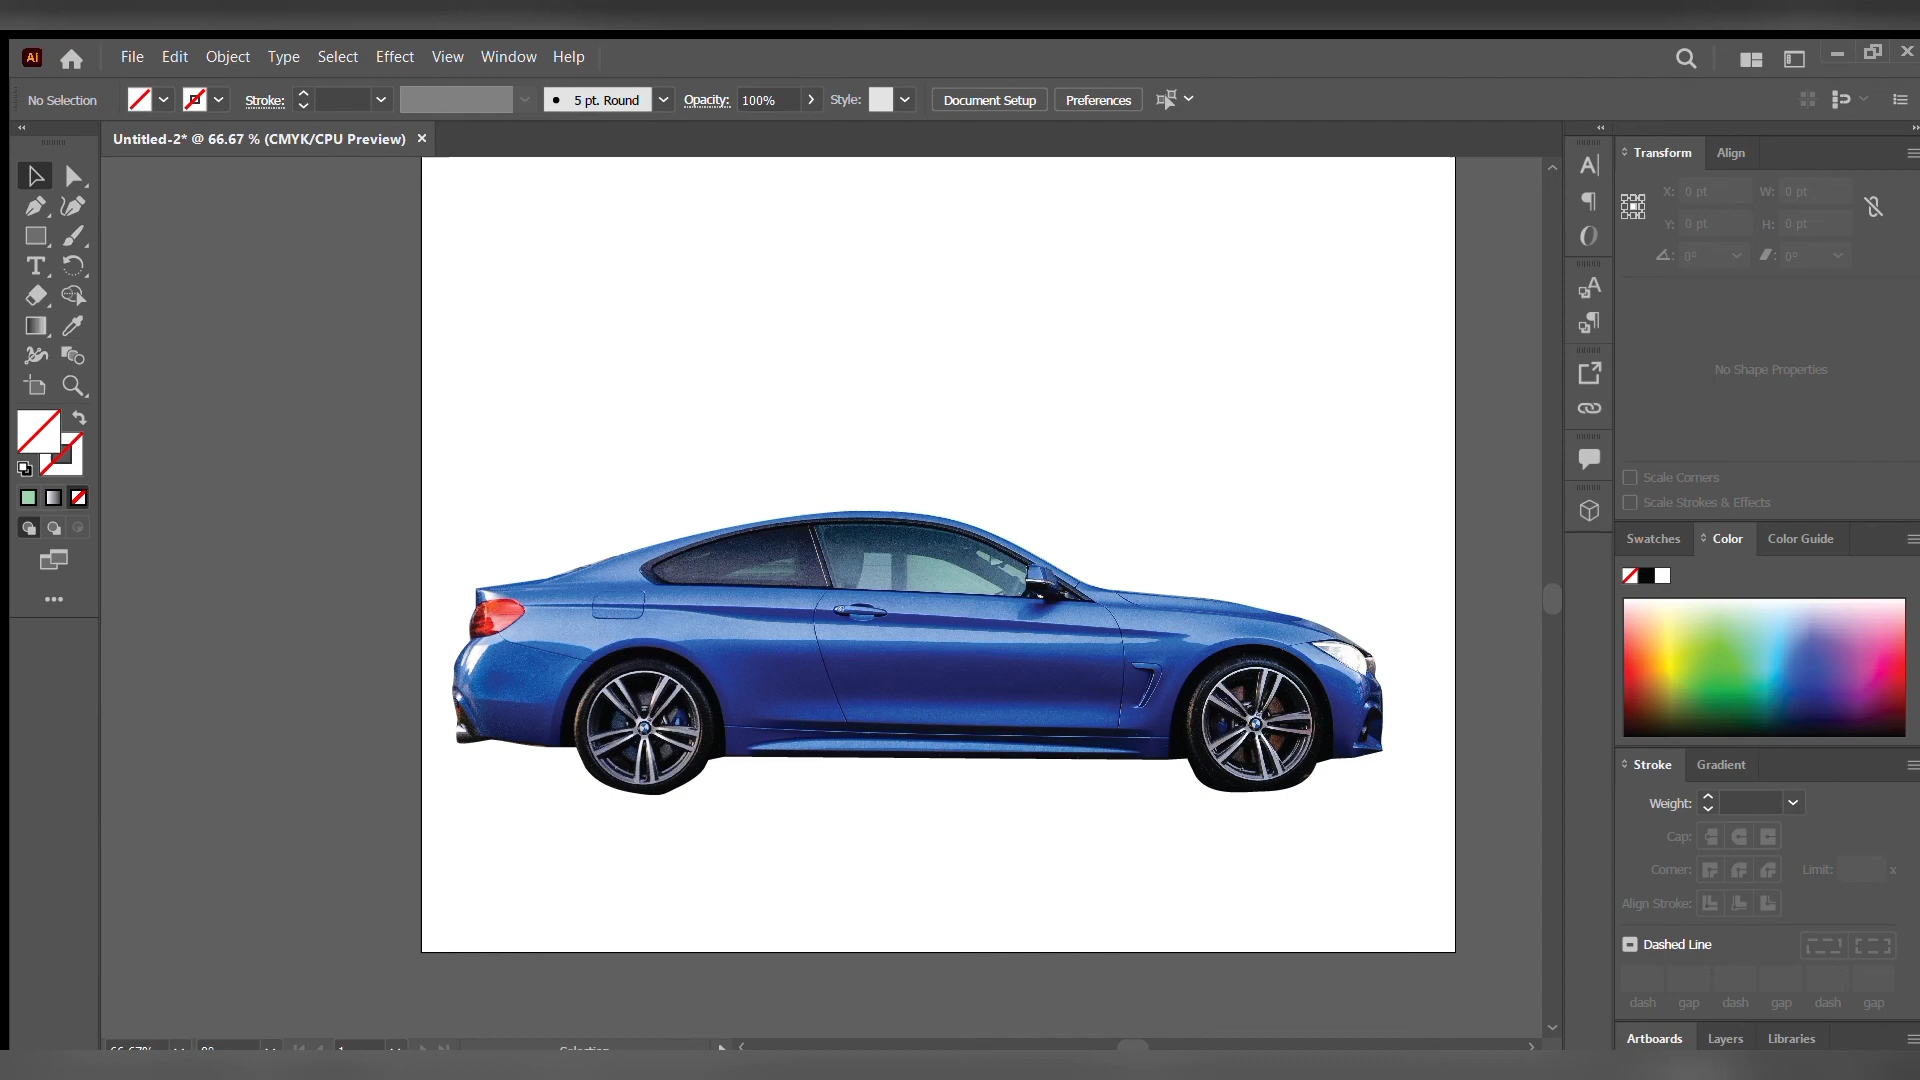 Ai File Edit Object Type Select Effect View Window Help
No Selection Stroke: 5 pt. Round Opacity: 100% Style: Document Setup Preferences
Untitled-2* @ 66.67 % (CMYK/CPU Preview) ×
Transform Align
X: 0 pt W: 0 pt
Y: 0 pt H: 0 pt
0° 0°
No Shape Properties
Scale Corners
Scale Strokes & Effects
Swatches Color Color Guide
Stroke Gradient
Weight:
Cap:
Corner: Limit: x
Align Stroke:
Dashed Line
dash gap dash gap dash gap
Artboards Layers Libraries
66.67% 1 Selection